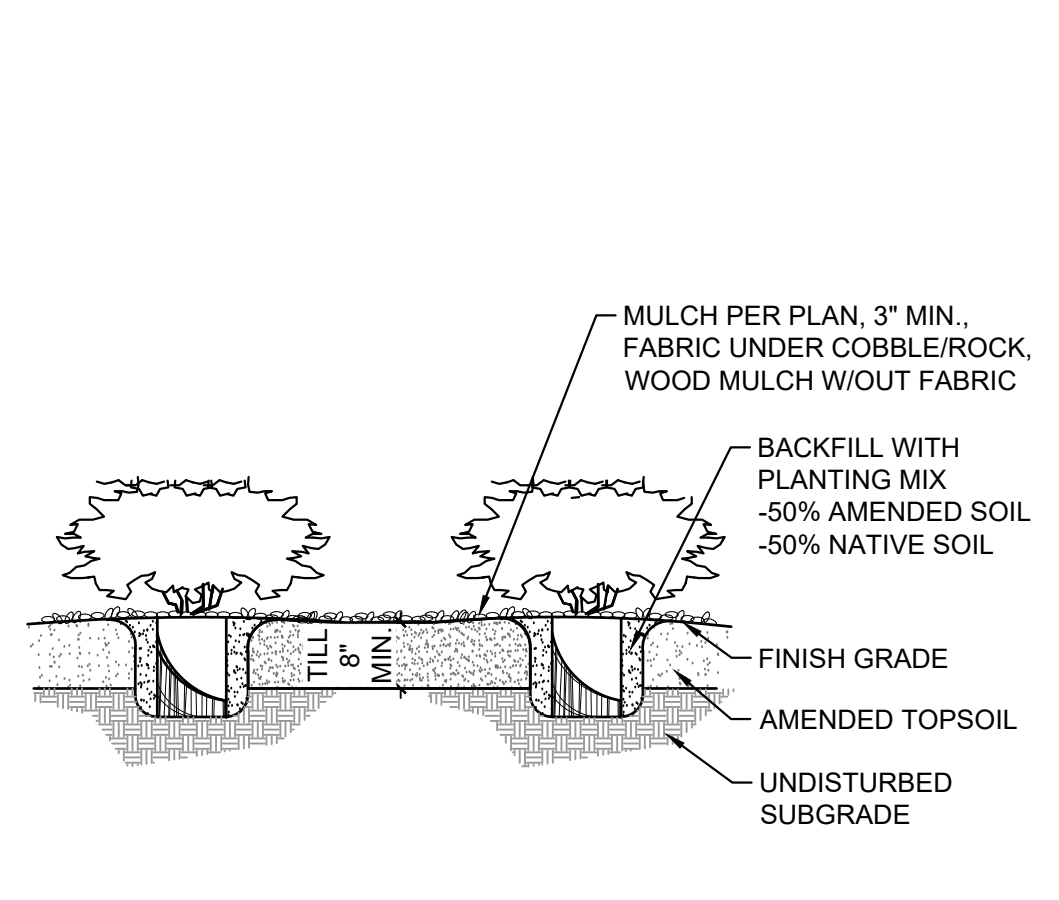 MULCH PER PLAN, 3" MIN.,
FABRIC UNDER COBBLE/ROCK,
WOOD MULCH W/OUT FABRIC
BACKFILL WITH
PLANTING MIX
-50% AMENDED SOIL
-50% NATIVE SOIL
TILL
8"
MIN.
FINISH GRADE
AMENDED TOPSOIL
UNDISTURBED
SUBGRADE